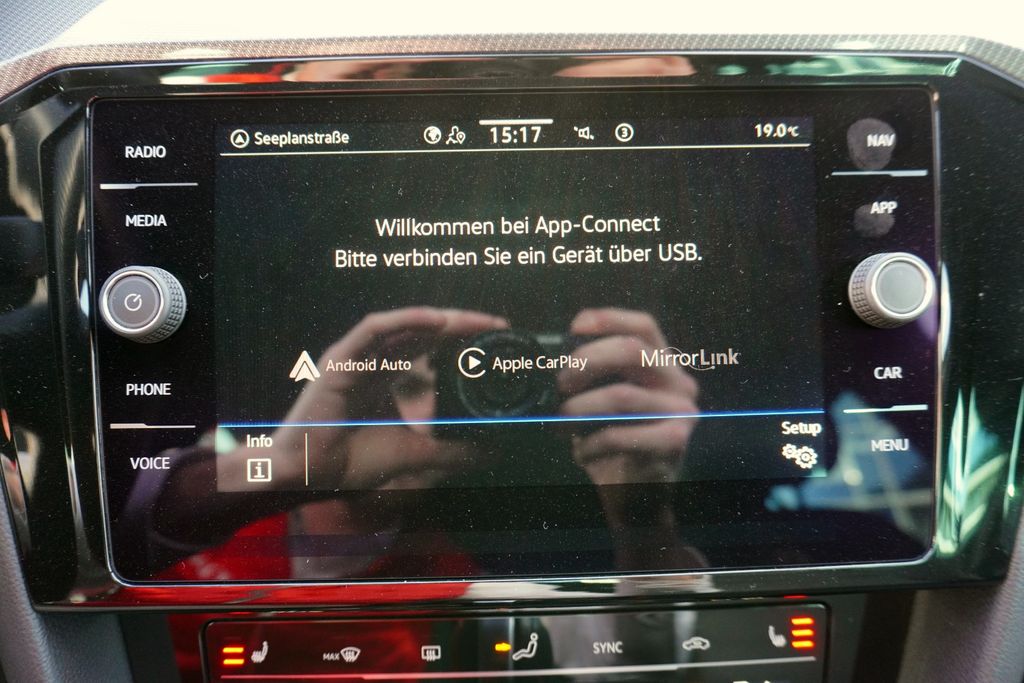 Seeplanstraße 15:17 3 19.0°C
RADIO
MEDIA
PHONE
VOICE
NAV
APP
CAR
MENU
Willkommen bei App-Connect
Bitte verbinden Sie ein Gerät über USB.
Android Auto Apple CarPlay MirrorLink
Info
i
Setup
MAX SYNC